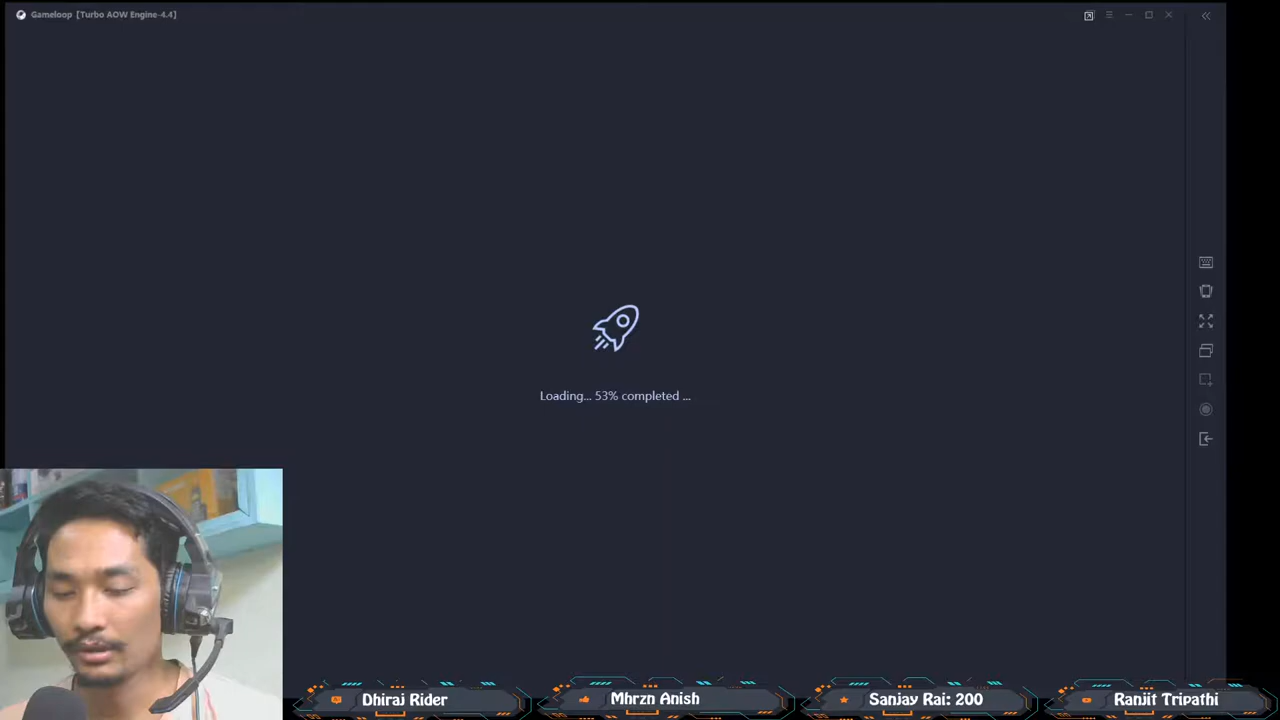 Gameloop [Turbo AOW Engine-4.4]
Loading... 53% completed ...
Dhiraj Rider
Mhrzn Anish
Sanjay Rai: 200
Ranjit Tripathi